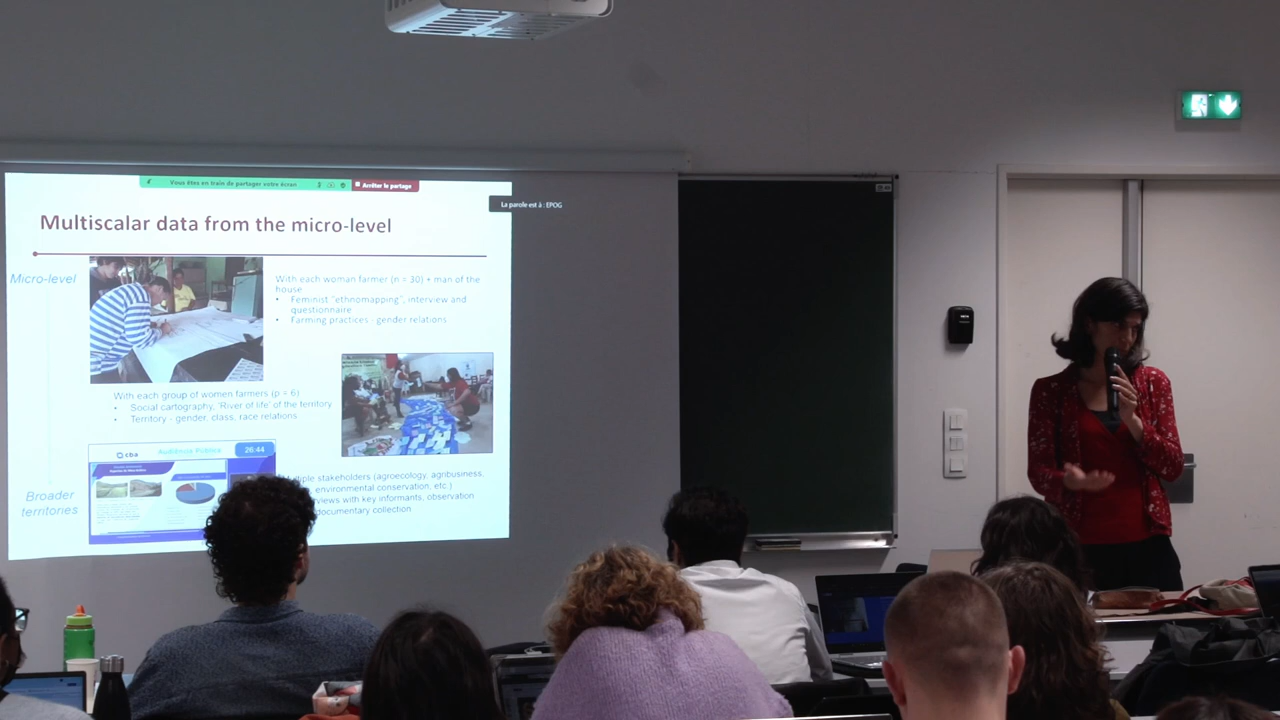 Vous êtes en train de partager votre écran
Arrêter le partage
La parole est à : EPOG
Multiscalar data from the micro-level
Micro-level
With each woman farmer (n = 30) + man of the
house
• Feminist "ethnomapping", interview and
questionnaire
• Farming practices - gender relations
With each group of women farmers (p = 6)
• Social cartography, 'River of life' of the territory
• Territory - gender, class, race relations
cba
Audiência Pública
26:44
Broader
territories
stakeholders (agroecology, agribusiness,
environmental conservation, etc.)
with key informants, observation
documentary collection